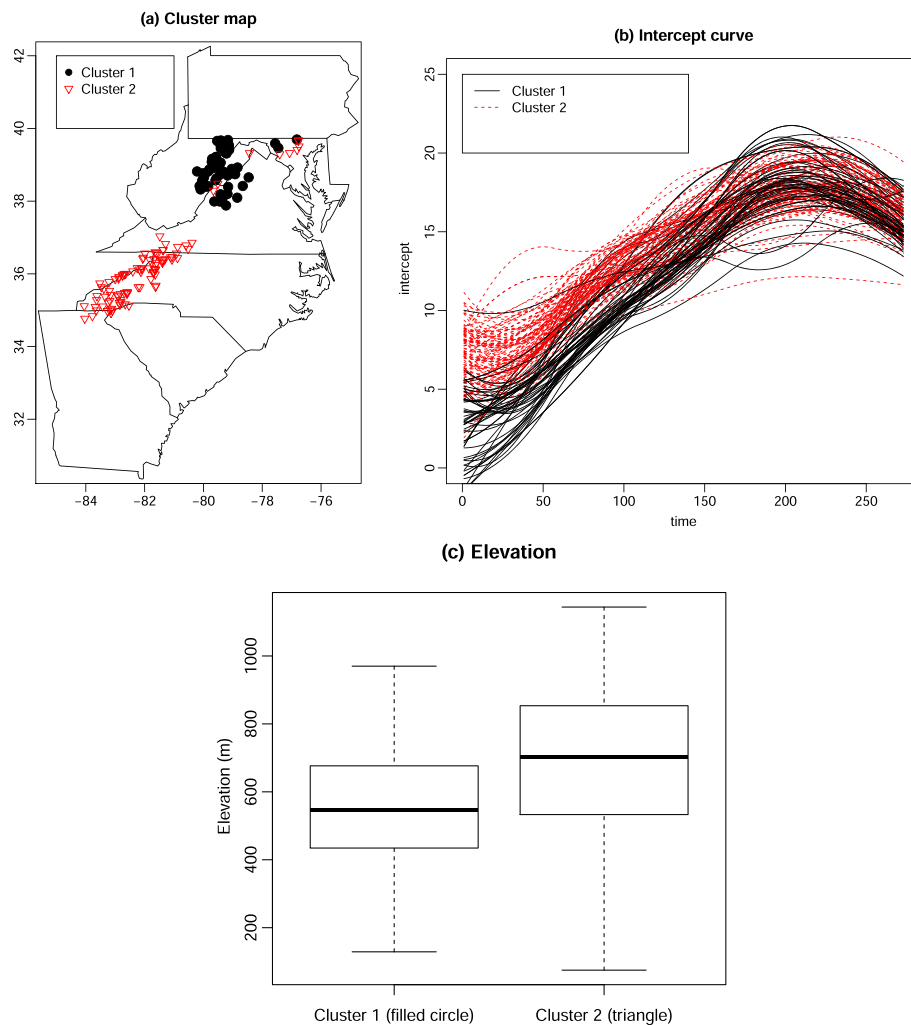 (a) Cluster map
Cluster 1
Cluster 2
42
40
38
36
34
32
−84 −82 −80 −78 −76
(b) Intercept curve
Cluster 1
Cluster 2
intercept
25
20
15
10
5
0
0 50 100 150 200 250
time
(c) Elevation
Elevation (m)
1000
800
600
400
200
Cluster 1 (filled circle) Cluster 2 (triangle)